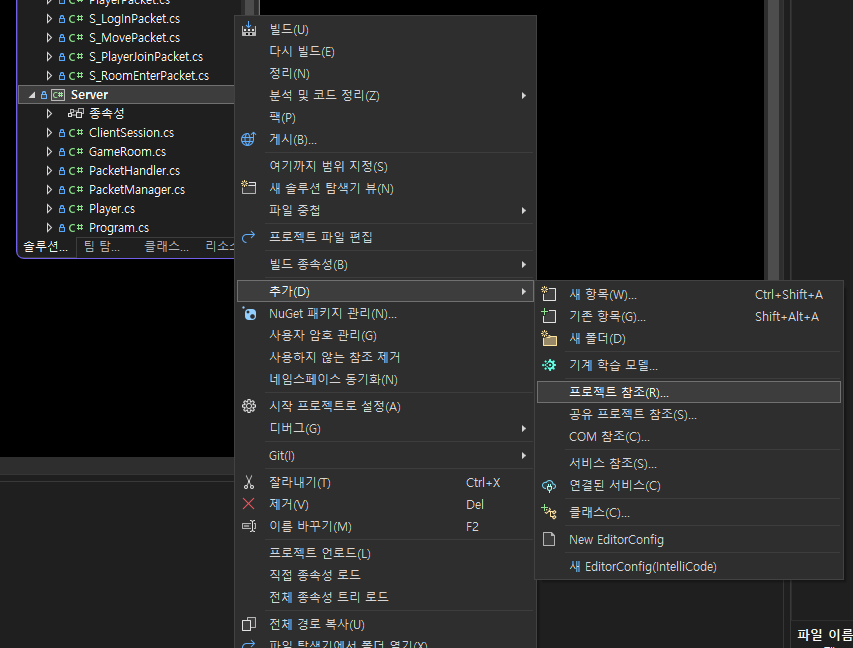 PlayerPacket.cs
C# S_LogInPacket.cs
C# S_MovePacket.cs
C# S_PlayerJoinPacket.cs
C# S_RoomEnterPacket.cs
C# Server
종속성
C# ClientSession.cs
C# GameRoom.cs
C# PacketHandler.cs
C# PacketManager.cs
C# Player.cs
C# Program.cs
솔루션... 팀 탐... 클래스... 리소스
빌드(U)
다시 빌드(E)
정리(N)
분석 및 코드 정리(Z)
팩(P)
게시(B)...
여기까지 범위 지정(S)
새 솔루션 탐색기 뷰(N)
파일 중첩
프로젝트 파일 편집
빌드 종속성(B)
추가(D)
NuGet 패키지 관리(N)...
사용자 암호 관리(G)
사용하지 않는 참조 제거
네임스페이스 동기화(N)
시작 프로젝트로 설정(A)
디버그(G)
Git(I)
잘라내기(T) Ctrl+X
제거(V) Del
이름 바꾸기(M) F2
프로젝트 언로드(L)
직접 종속성 로드
전체 종속성 트리 로드
전체 경로 복사(U)
파일 탐색기에서 폴더 열기(X)
새 항목(W)... Ctrl+Shift+A
기존 항목(G)... Shift+Alt+A
새 폴더(D)
기계 학습 모델...
프로젝트 참조(R)...
공유 프로젝트 참조(S)...
COM 참조(C)...
서비스 참조(S)...
연결된 서비스(C)
클래스(C)...
New EditorConfig
새 EditorConfig(IntelliCode)
파일 이름